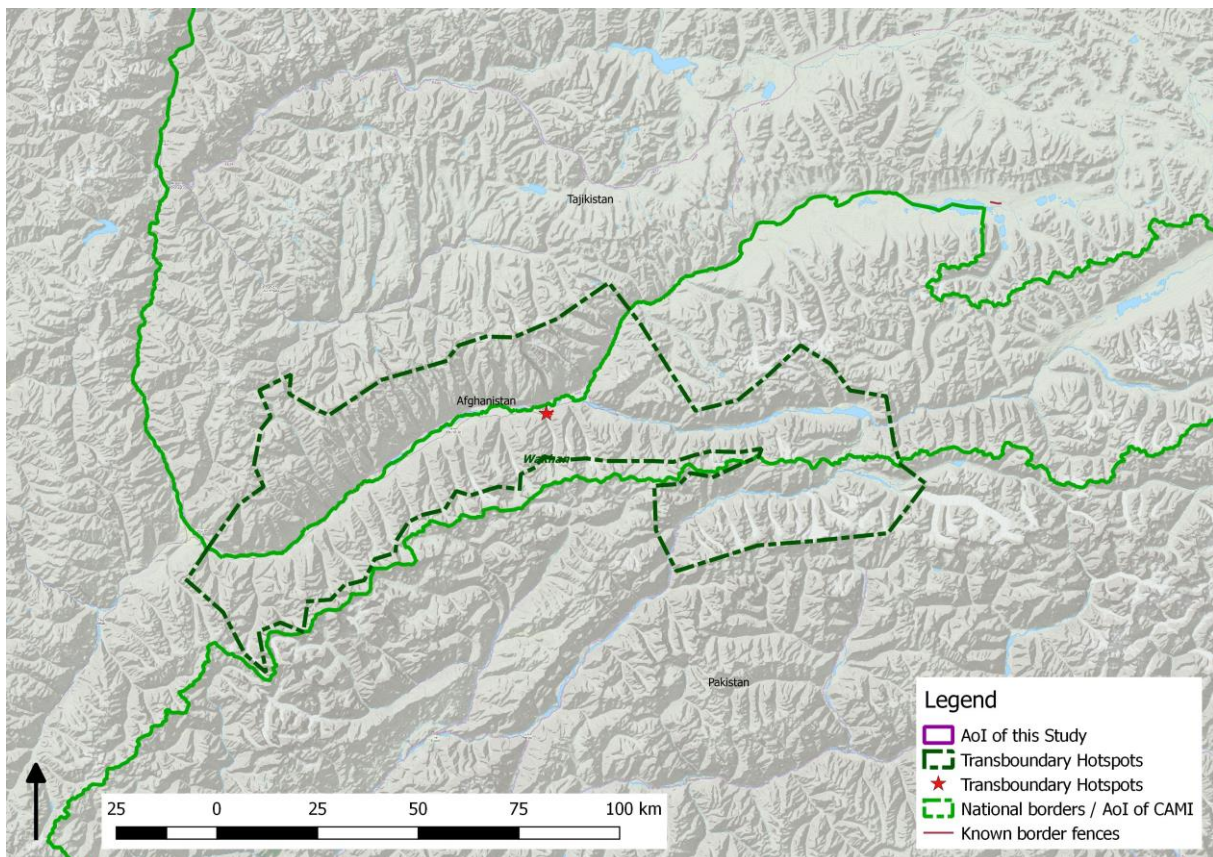 Tajikistan
Afghanistan
Wakhan
Pakistan
Legend
AoI of this Study
Transboundary Hotspots
Transboundary Hotspots
National borders / AoI of CAMI
Known border fences
25 0 25 50 75 100 km